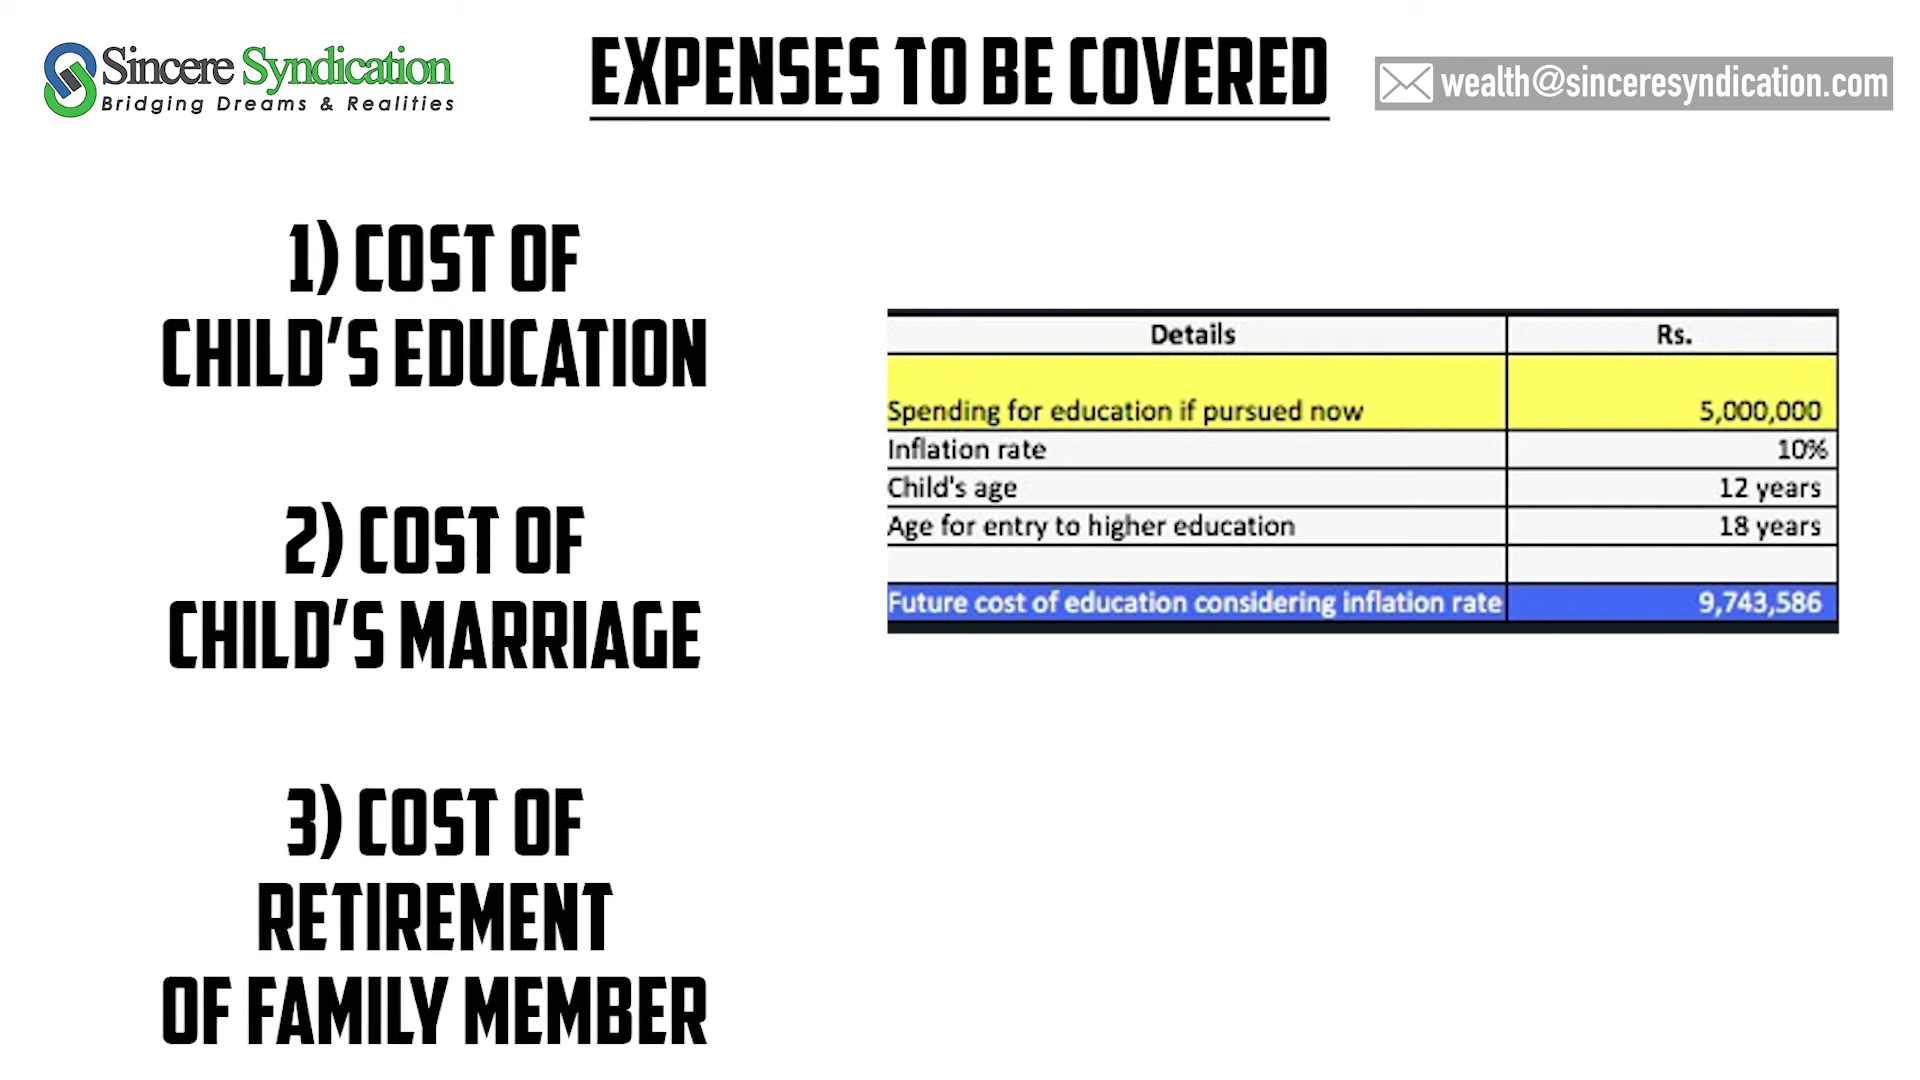 Sincere Syndication
Bridging Dreams & Realities
EXPENSES TO BE COVERED
wealth@sinceresyndication.com
1) COST OF
CHILD'S EDUCATION
2) COST OF
CHILD'S MARRIAGE
3) COST OF
RETIREMENT
OF FAMILY MEMBER
Details Rs.
Spending for education if pursued now 5,000,000
Inflation rate 10%
Child's age 12 years
Age for entry to higher education 18 years
Future cost of education considering inflation rate 9,743,586